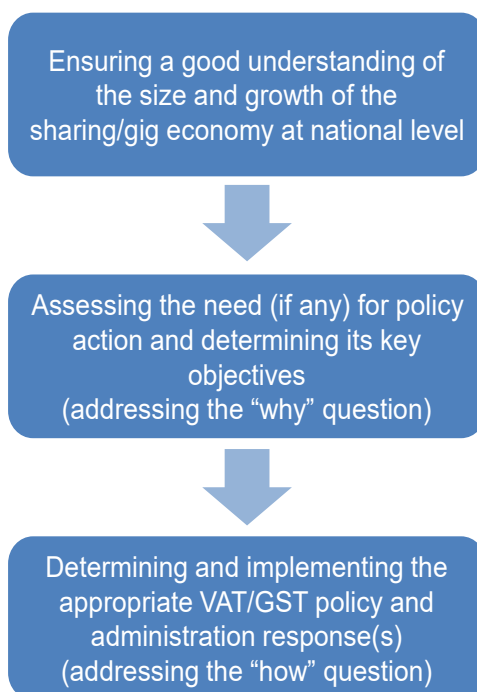 Ensuring a good understanding of
the size and growth of the
sharing/gig economy at national level
Assessing the need (if any) for policy
action and determining its key
objectives
(addressing the “why” question)
Determining and implementing the
appropriate VAT/GST policy and
administration response(s)
(addressing the “how” question)